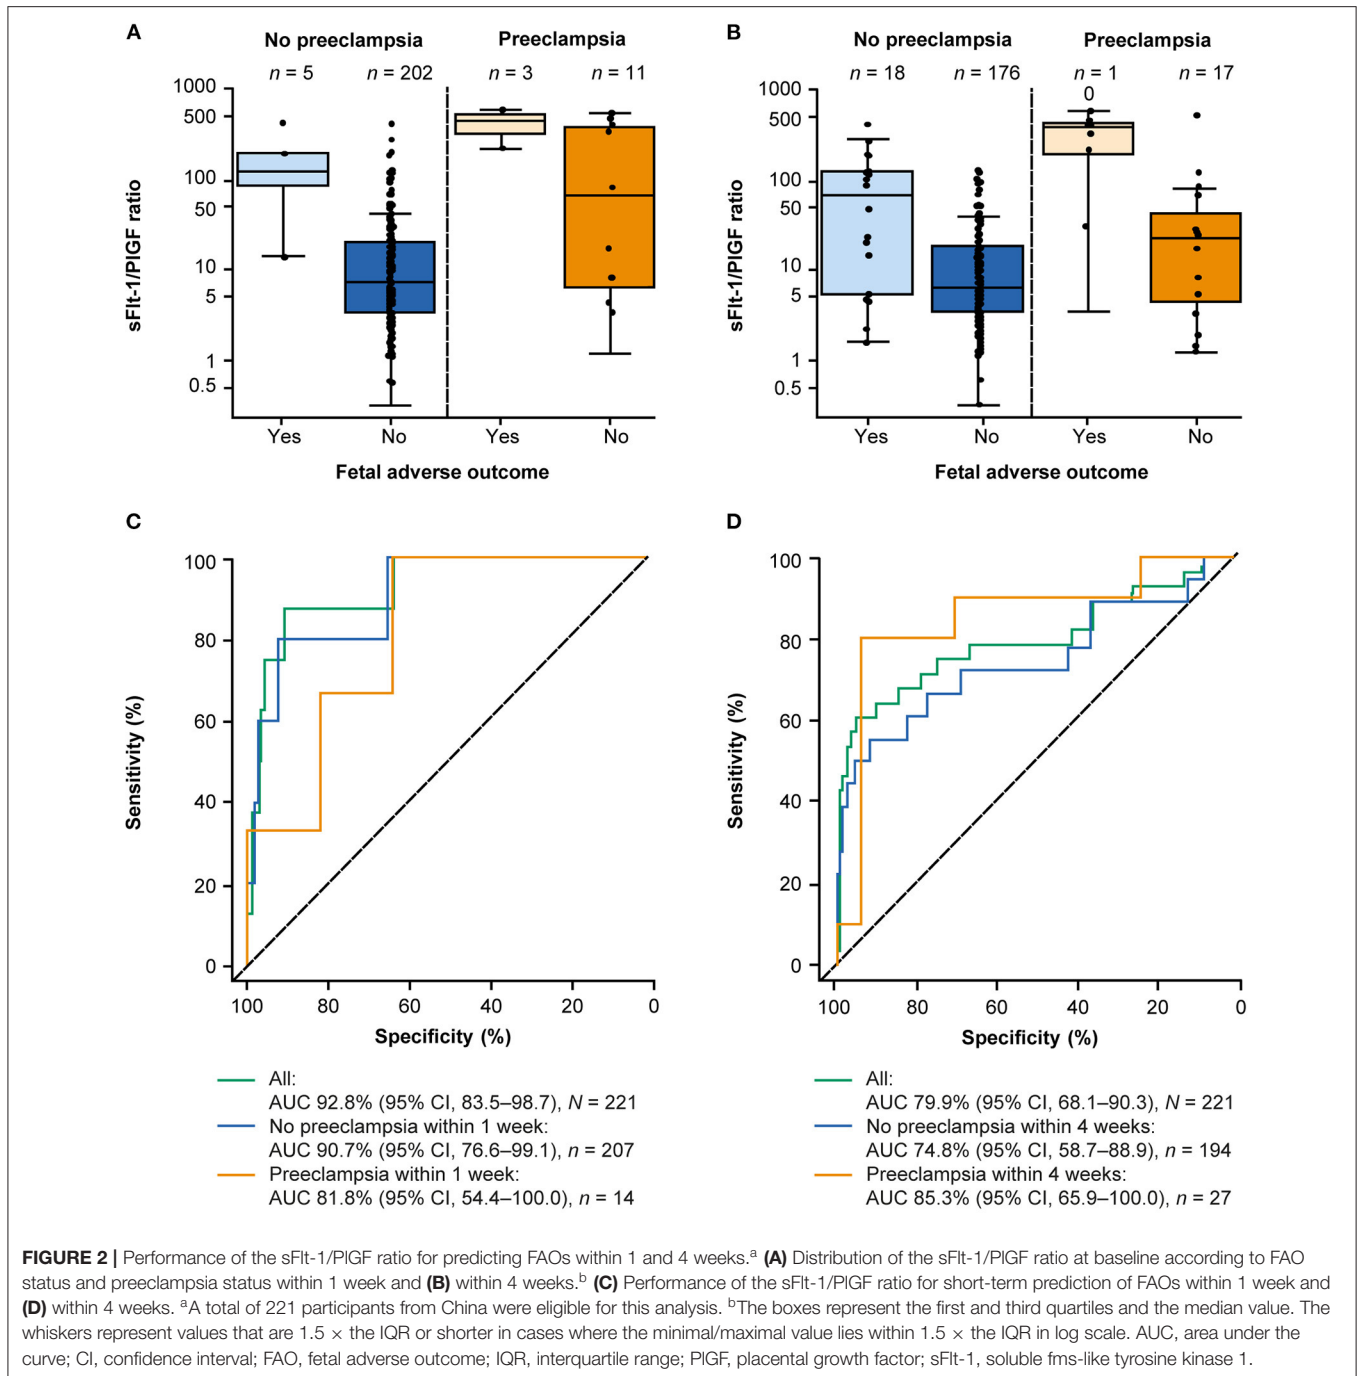 A
No preeclampsia
Preeclampsia
n = 5
n = 202
n = 3
n = 11
1000
500
100
50
10
5
1
0.5
sFlt-1/PlGF ratio
Yes
No
Yes
No
Fetal adverse outcome
B
No preeclampsia
Preeclampsia
n = 18
n = 176
n = 1
0
n = 17
1000
500
100
50
10
5
1
0.5
sFlt-1/PlGF ratio
Yes
No
Yes
No
Fetal adverse outcome
C
100
80
60
40
20
0
Sensitivity (%)
100
80
60
40
20
0
Specificity (%)
All:
AUC 92.8% (95% CI, 83.5–98.7), N = 221
No preeclampsia within 1 week:
AUC 90.7% (95% CI, 76.6–99.1), n = 207
Preeclampsia within 1 week:
AUC 81.8% (95% CI, 54.4–100.0), n = 14
D
100
80
60
40
20
0
Sensitivity (%)
100
80
60
40
20
0
Specificity (%)
All:
AUC 79.9% (95% CI, 68.1–90.3), N = 221
No preeclampsia within 4 weeks:
AUC 74.8% (95% CI, 58.7–88.9), n = 194
Preeclampsia within 4 weeks:
AUC 85.3% (95% CI, 65.9–100.0), n = 27
FIGURE 2 | Performance of the sFlt-1/PlGF ratio for predicting FAOs within 1 and 4 weeks.ᵃ (A) Distribution of the sFlt-1/PlGF ratio at baseline according to FAO
status and preeclampsia status within 1 week and (B) within 4 weeks.ᵇ (C) Performance of the sFlt-1/PlGF ratio for short-term prediction of FAOs within 1 week and
(D) within 4 weeks. ᵃA total of 221 participants from China were eligible for this analysis. ᵇThe boxes represent the first and third quartiles and the median value. The
whiskers represent values that are 1.5 × the IQR or shorter in cases where the minimal/maximal value lies within 1.5 × the IQR in log scale. AUC, area under the
curve; CI, confidence interval; FAO, fetal adverse outcome; IQR, interquartile range; PlGF, placental growth factor; sFlt-1, soluble fms-like tyrosine kinase 1.